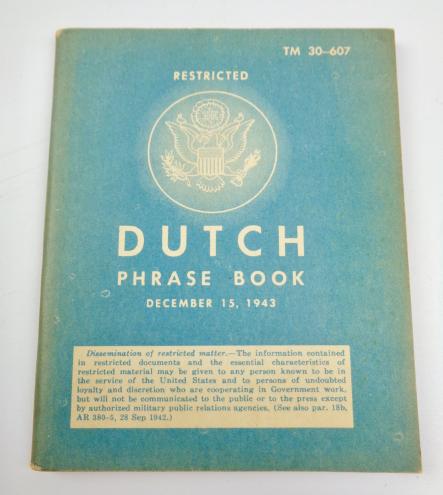 TM 30-607
RESTRICTED
DUTCH
PHRASE BOOK
DECEMBER 15, 1943
Dissemination of restricted matter.—The information contained
in restricted documents and the essential characteristics of
restricted material may be given to any person known to be in
the service of the United States and to persons of undoubted
loyalty and discretion who are cooperating in Government work,
but will not be communicated to the public or to the press except
by authorized military public relations agencies, (See also par. 18b,
AR 380-5, 28 Sep 1942.)